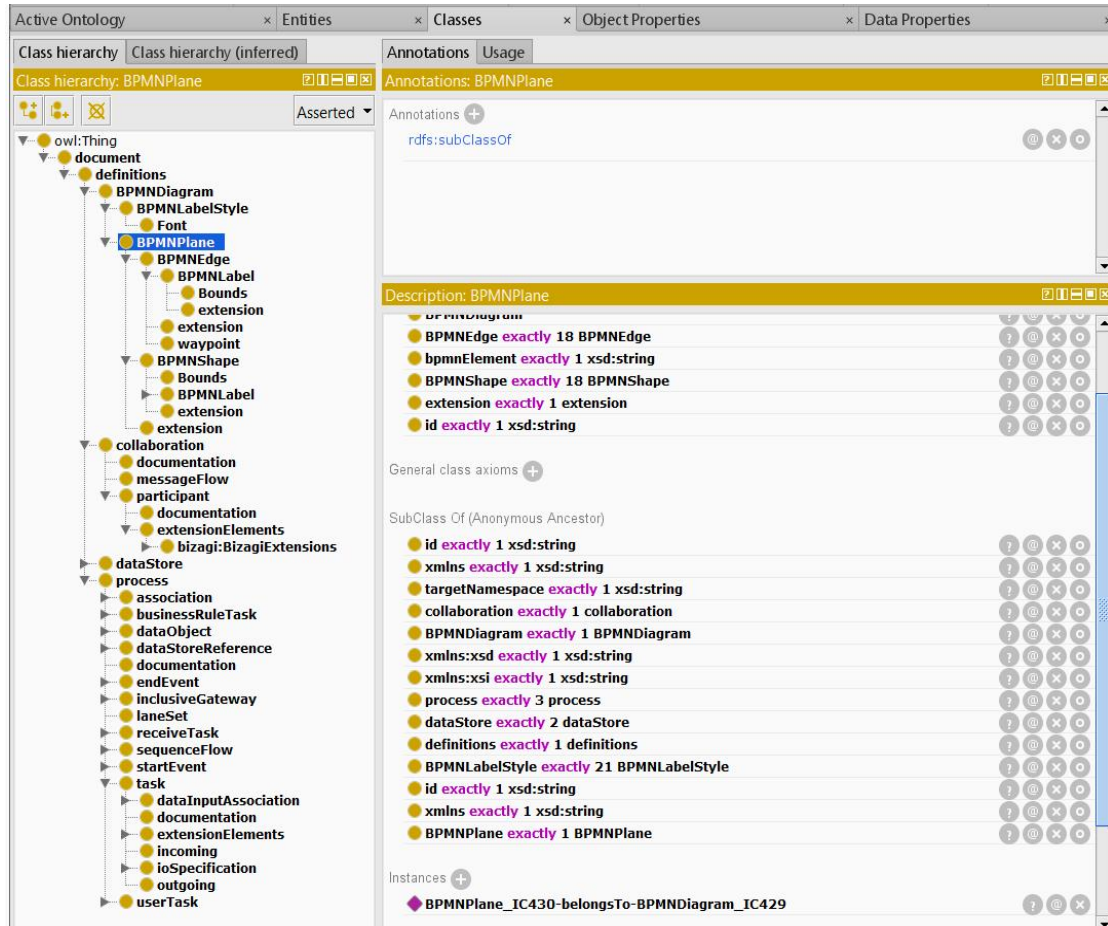 Active Ontology × Entities × Classes × Object Properties × Data Properties
Class hierarchy Class hierarchy (inferred)
Class hierarchy: BPMNPlane
Asserted
owl:Thing
document
definitions
BPMNDiagram
BPMNLabelStyle
Font
BPMNPlane
BPMNEdge
BPMNLabel
Bounds
extension
extension
waypoint
BPMNShape
Bounds
BPMNLabel
extension
extension
collaboration
documentation
messageFlow
participant
documentation
extensionElements
bizagi:BizagiExtensions
dataStore
process
association
businessRuleTask
dataObject
dataStoreReference
documentation
endEvent
inclusiveGateway
laneSet
receiveTask
sequenceFlow
startEvent
task
dataInputAssociation
documentation
extensionElements
incoming
ioSpecification
outgoing
userTask
Annotations Usage
Annotations: BPMNPlane
Annotations
rdfs:subClassOf
Description: BPMNPlane
BPMNDiagram
BPMNEdge exactly 18 BPMNEdge
bpmnElement exactly 1 xsd:string
BPMNShape exactly 18 BPMNShape
extension exactly 1 extension
id exactly 1 xsd:string
General class axioms
SubClass Of (Anonymous Ancestor)
id exactly 1 xsd:string
xmlns exactly 1 xsd:string
targetNamespace exactly 1 xsd:string
collaboration exactly 1 collaboration
BPMNDiagram exactly 1 BPMNDiagram
xmlns:xsd exactly 1 xsd:string
xmlns:xsi exactly 1 xsd:string
process exactly 3 process
dataStore exactly 2 dataStore
definitions exactly 1 definitions
BPMNLabelStyle exactly 21 BPMNLabelStyle
id exactly 1 xsd:string
xmlns exactly 1 xsd:string
BPMNPlane exactly 1 BPMNPlane
Instances
BPMNPlane_IC430-belongsTo-BPMNDiagram_IC429